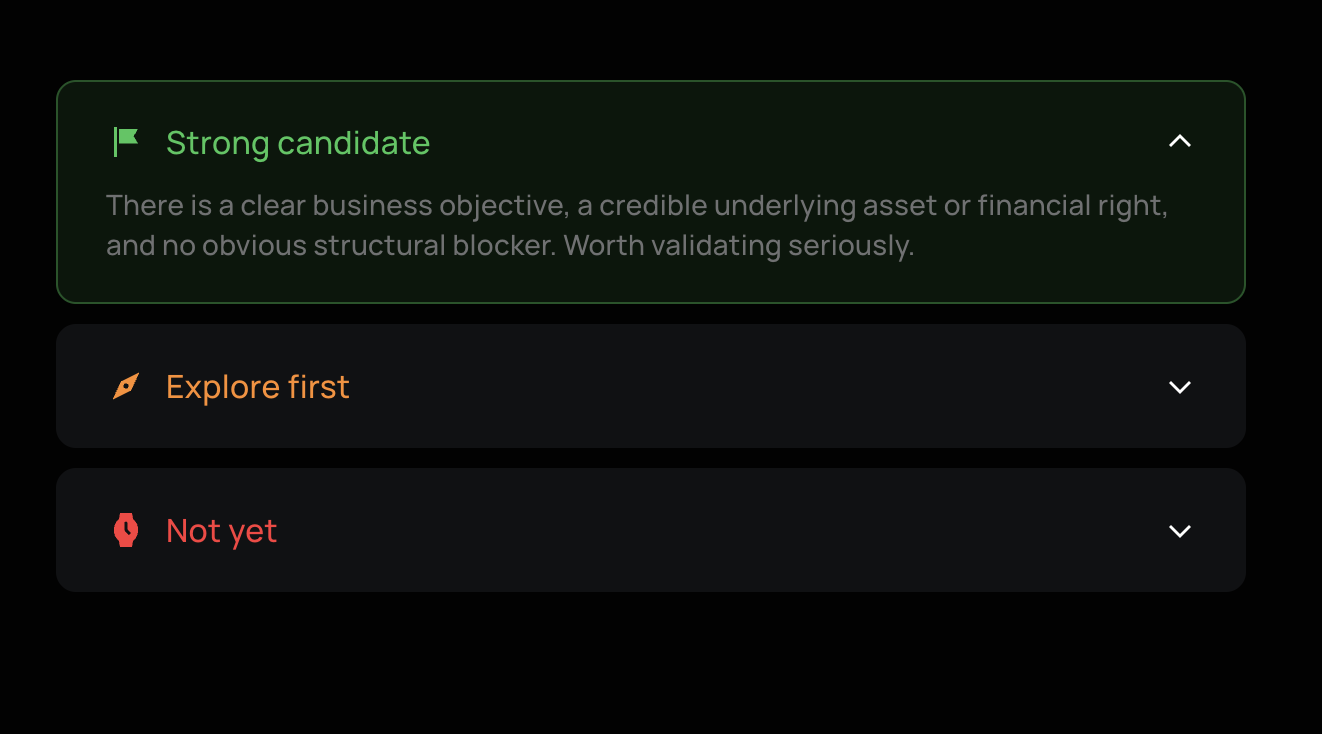 Strong candidate
There is a clear business objective, a credible underlying asset or financial right,
and no obvious structural blocker. Worth validating seriously.
Explore first
Not yet